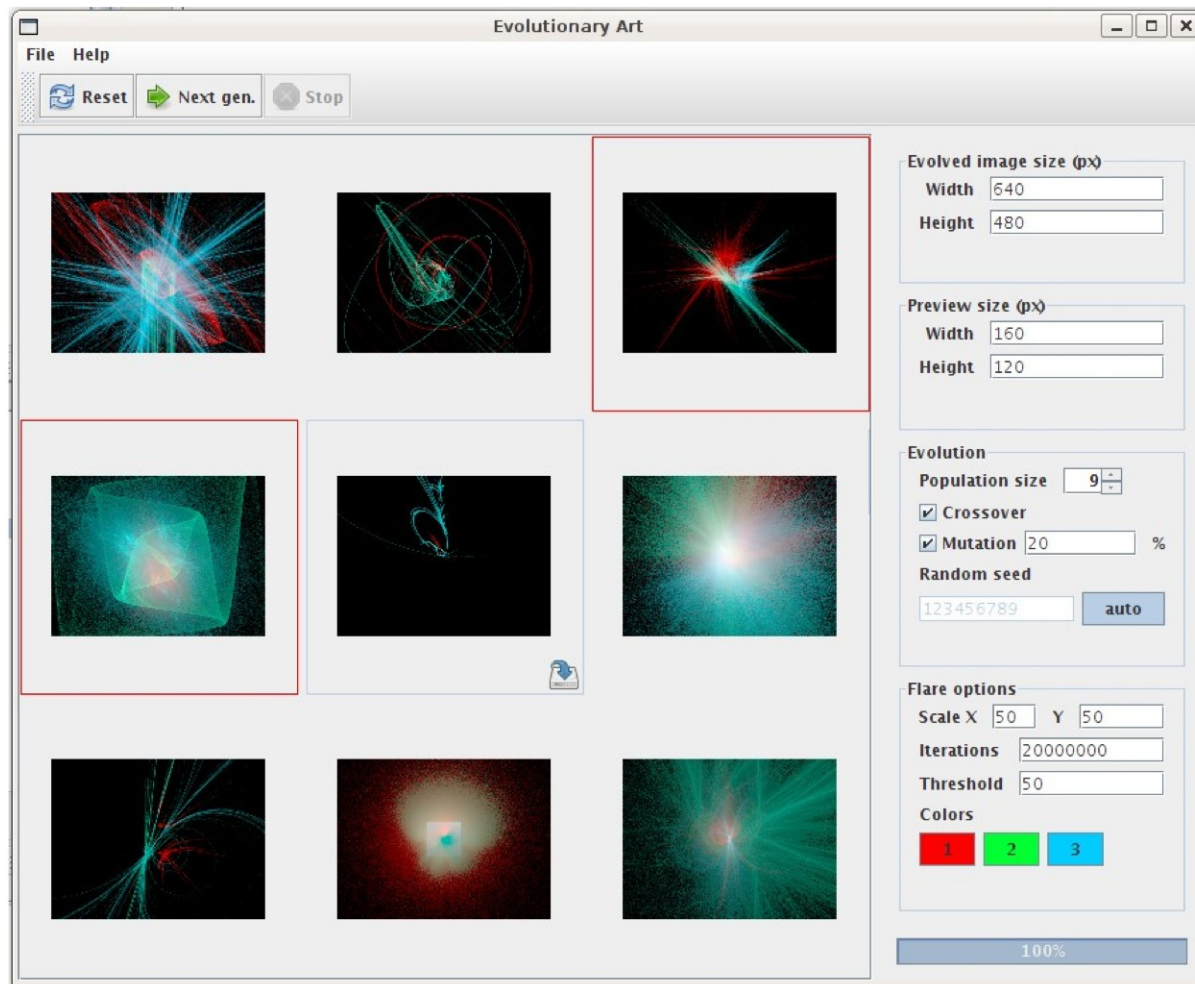 Evolutionary Art
File Help
Reset Next gen. Stop
Evolved image size (px)
Width 640
Height 480
Preview size (px)
Width 160
Height 120
Evolution
Population size 9
Crossover
Mutation 20 %
Random seed
123456789 auto
Flare options
Scale X 50 Y 50
Iterations 20000000
Threshold 50
Colors
1 2 3
100%